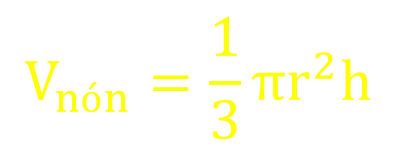 V_nón = 1/3 πr²h